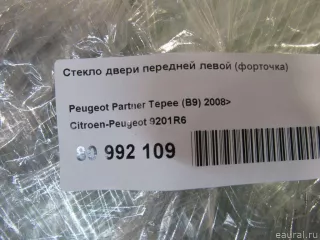 Стекло двери передней левой (форточка)
Peugeot Partner Tepee (B9) 2008>
Citroen-Peugeot 9201R6
80 992 109
eaural.ru